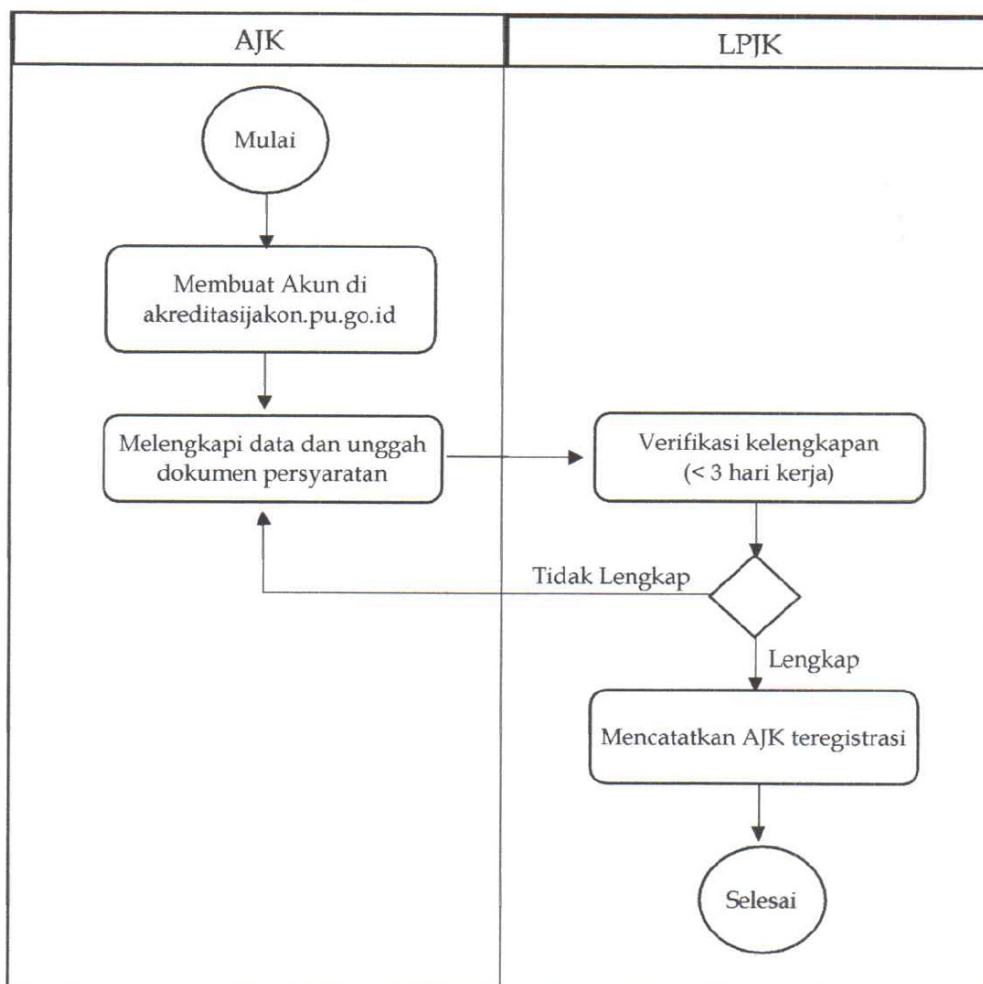 AJK
LPJK
Mulai
Membuat Akun di
akreditasijakon.pu.go.id
Melengkapi data dan unggah
dokumen persyaratan
Verifikasi kelengkapan
(< 3 hari kerja)
Tidak Lengkap
Lengkap
Mencatatkan AJK teregistrasi
Selesai